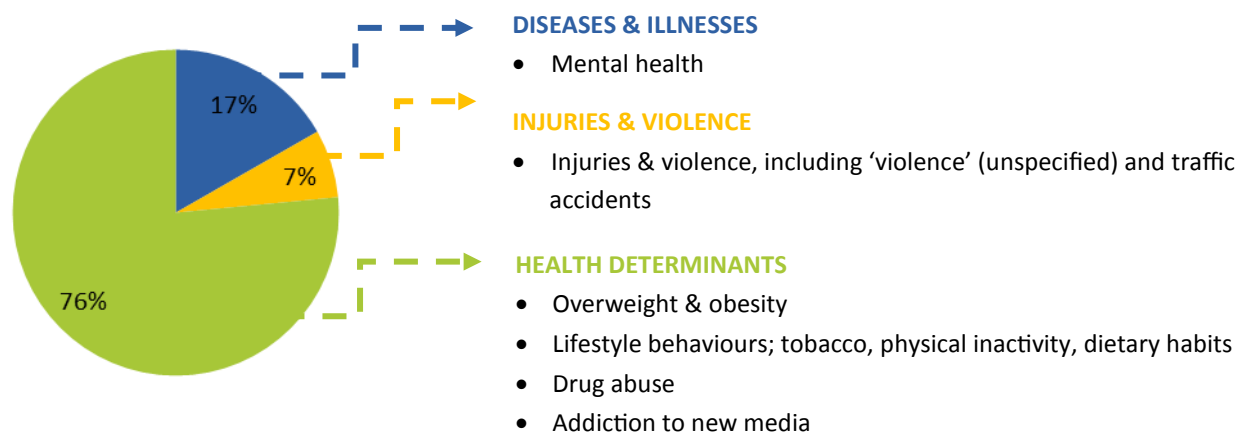 DISEASES & ILLNESSES
• Mental health
17%
INJURIES & VIOLENCE
• Injuries & violence, including ‘violence’ (unspecified) and traffic
accidents
7%
HEALTH DETERMINANTS
76%
• Overweight & obesity
• Lifestyle behaviours; tobacco, physical inactivity, dietary habits
• Drug abuse
• Addiction to new media